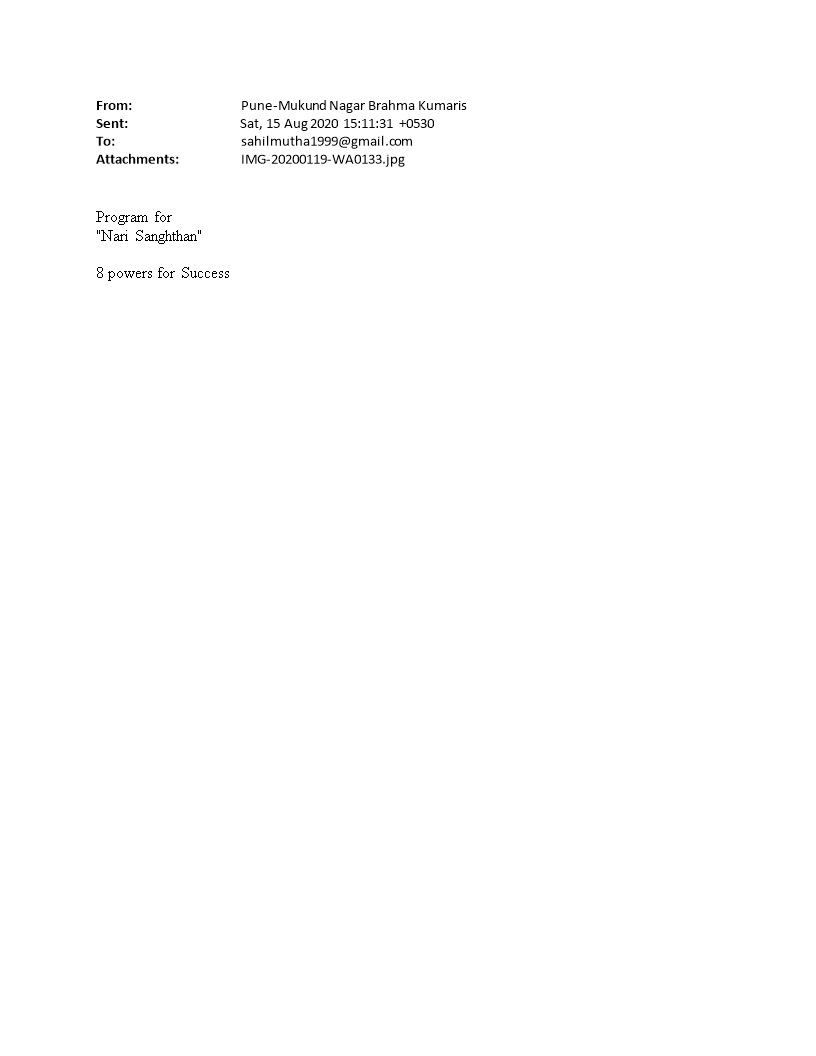 From: Pune-Mukund Nagar Brahma Kumaris
Sent: Sat, 15 Aug 2020 15:11:31 +0530
To: sahilmutha1999@gmail.com
Attachments: IMG-20200119-WA0133.jpg
Program for
"Nari Sanghthan"
8 powers for Success